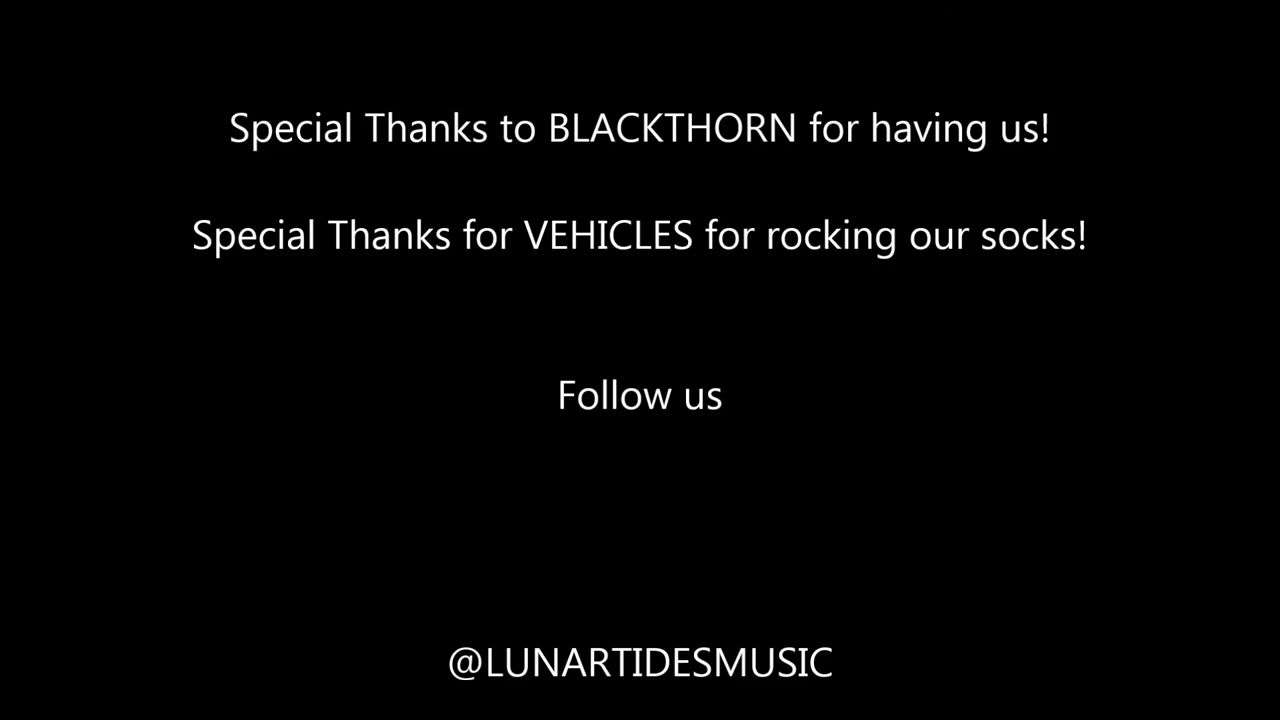 Special Thanks to BLACKTHORN for having us!
Special Thanks for VEHICLES for rocking our socks!
Follow us
@LUNARTIDESMUSIC